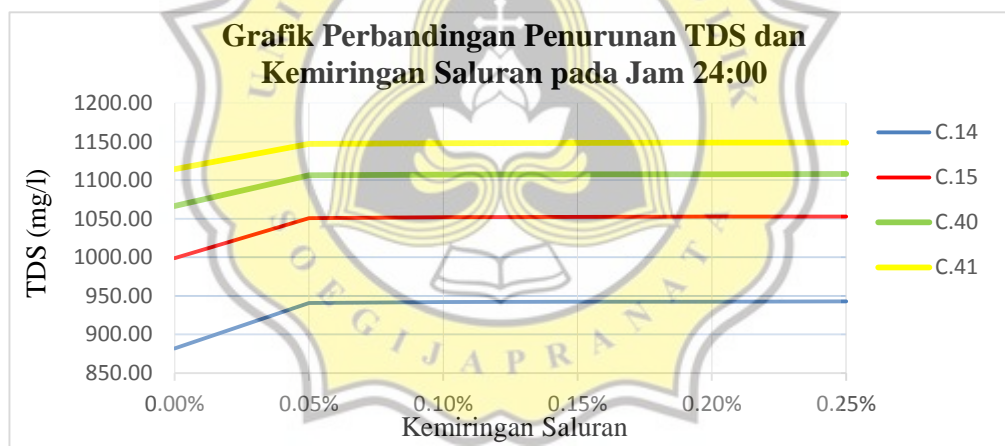 Grafik Perbandingan Penurunan TDS dan
Kemiringan Saluran pada Jam 24:00
TDS (mg/l)
1200.00
1150.00
1100.00
1050.00
1000.00
950.00
900.00
850.00
0.00% 0.05% 0.10% 0.15% 0.20% 0.25%
Kemiringan Saluran
C.14
C.15
C.40
C.41
SOEGIJAPRANATA